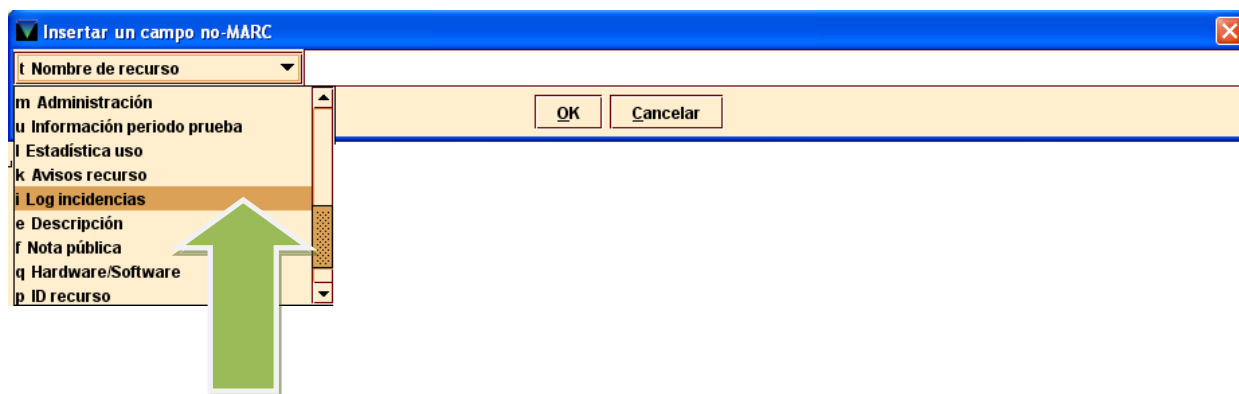 Insertar un campo no-MARC
t Nombre de recurso
m Administración
u Información periodo prueba
l Estadística uso
k Avisos recurso
i Log incidencias
e Descripción
f Nota pública
q Hardware/Software
p ID recurso
OK Cancelar